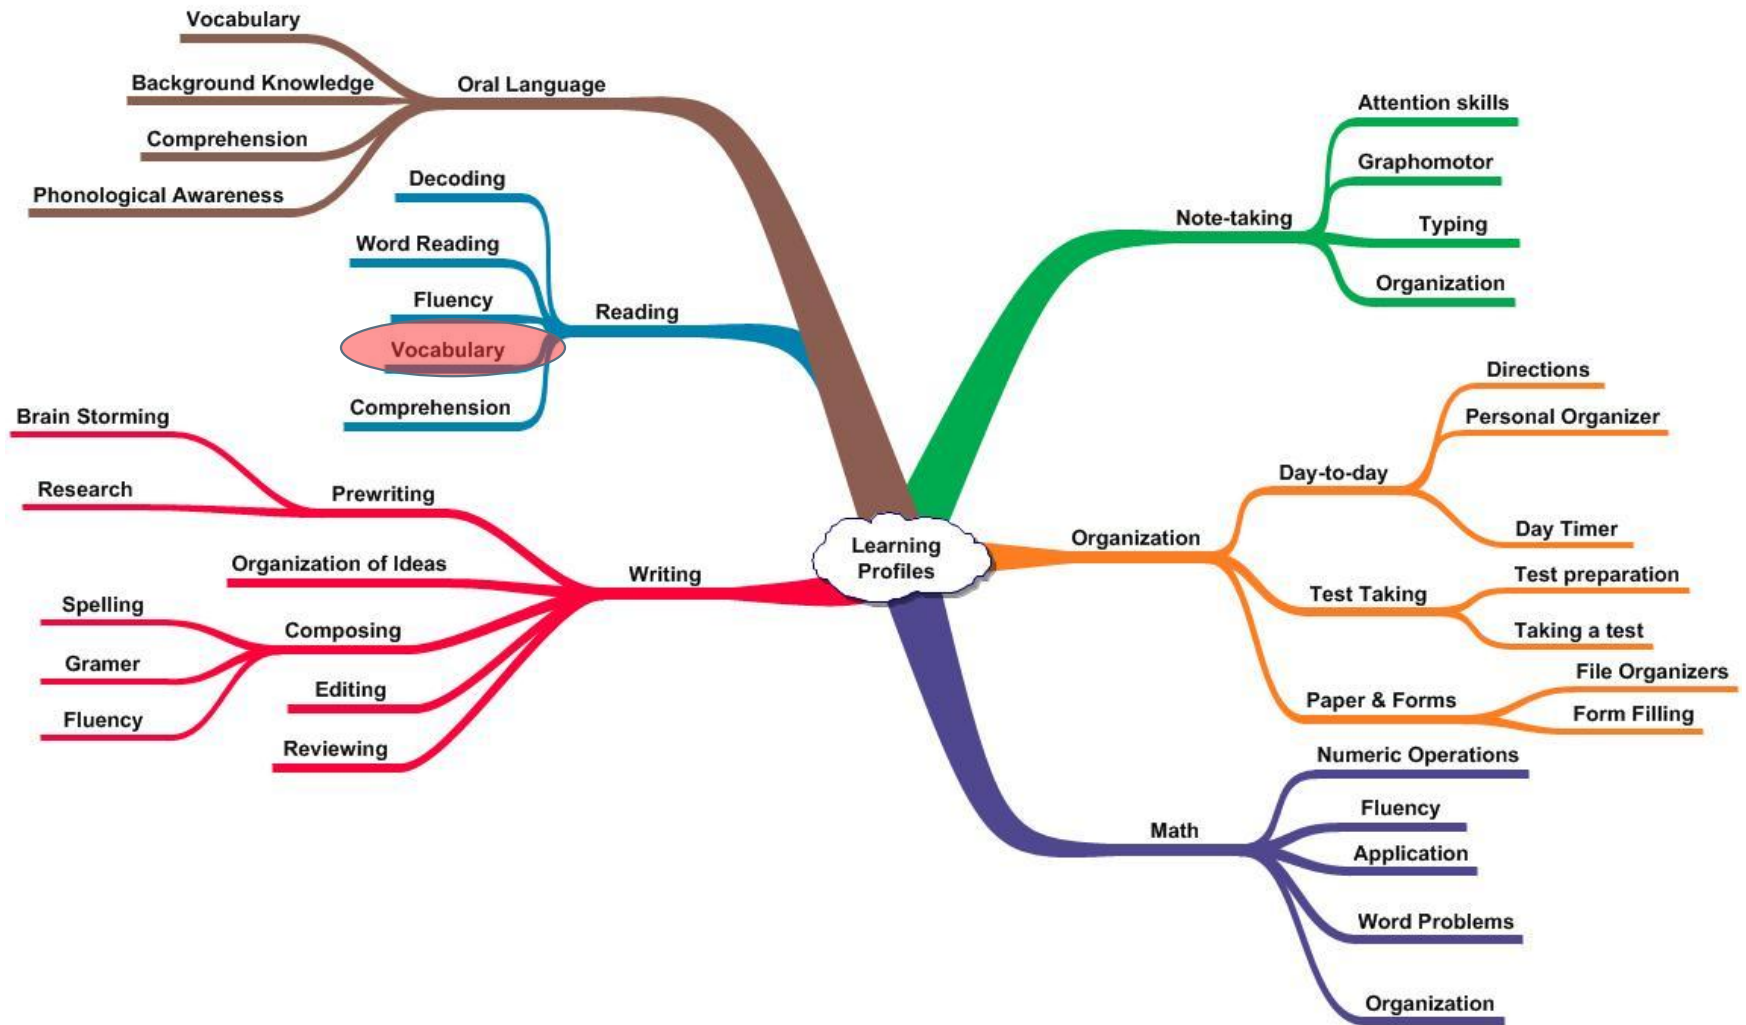 Vocabulary
Background Knowledge
Comprehension
Phonological Awareness
Oral Language
Decoding
Word Reading
Fluency
Vocabulary
Comprehension
Reading
Brain Storming
Research
Prewriting
Organization of Ideas
Spelling
Gramer
Fluency
Composing
Editing
Reviewing
Writing
Learning
Profiles
Note-taking
Attention skills
Graphomotor
Typing
Organization
Organization
Day-to-day
Directions
Personal Organizer
Day Timer
Test Taking
Test preparation
Taking a test
Paper & Forms
File Organizers
Form Filling
Math
Numeric Operations
Fluency
Application
Word Problems
Organization